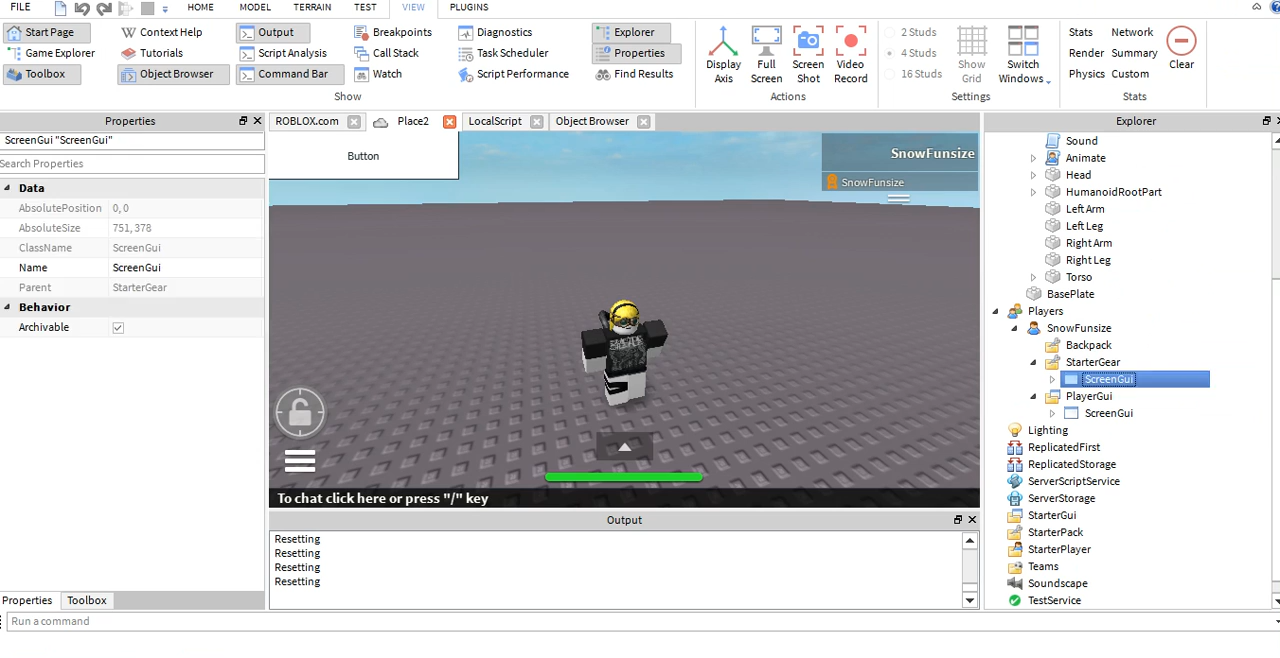 FILE HOME MODEL TERRAIN TEST VIEW PLUGINS
Start Page Context Help Output Breakpoints Diagnostics Explorer
Game Explorer Tutorials Script Analysis Call Stack Task Scheduler Properties
Toolbox Object Browser Command Bar Watch Script Performance Find Results
Show
Display Axis
Full Screen
Screen Shot
Video Record
Actions
2 Studs
4 Studs
16 Studs
Show Grid
Switch Windows
Settings
Stats Network
Render Summary
Physics Custom
Clear
Stats
Properties
ScreenGui "ScreenGui"
Search Properties
Data
AbsolutePosition 0, 0
AbsoluteSize 751, 378
ClassName ScreenGui
Name ScreenGui
Parent StarterGear
Behavior
Archivable
Properties Toolbox
Run a command
ROBLOX.com Place2 LocalScript Object Browser
Button
SnowFunsize
SnowFunsize
To chat click here or press "/" key
Output
Resetting
Resetting
Resetting
Resetting
Explorer
Sound
Animate
Head
HumanoidRootPart
Left Arm
Left Leg
Right Arm
Right Leg
Torso
BasePlate
Players
SnowFunsize
Backpack
StarterGear
ScreenGui
PlayerGui
ScreenGui
Lighting
ReplicatedFirst
ReplicatedStorage
ServerScriptService
ServerStorage
StarterGui
StarterPack
StarterPlayer
Teams
Soundscape
TestService